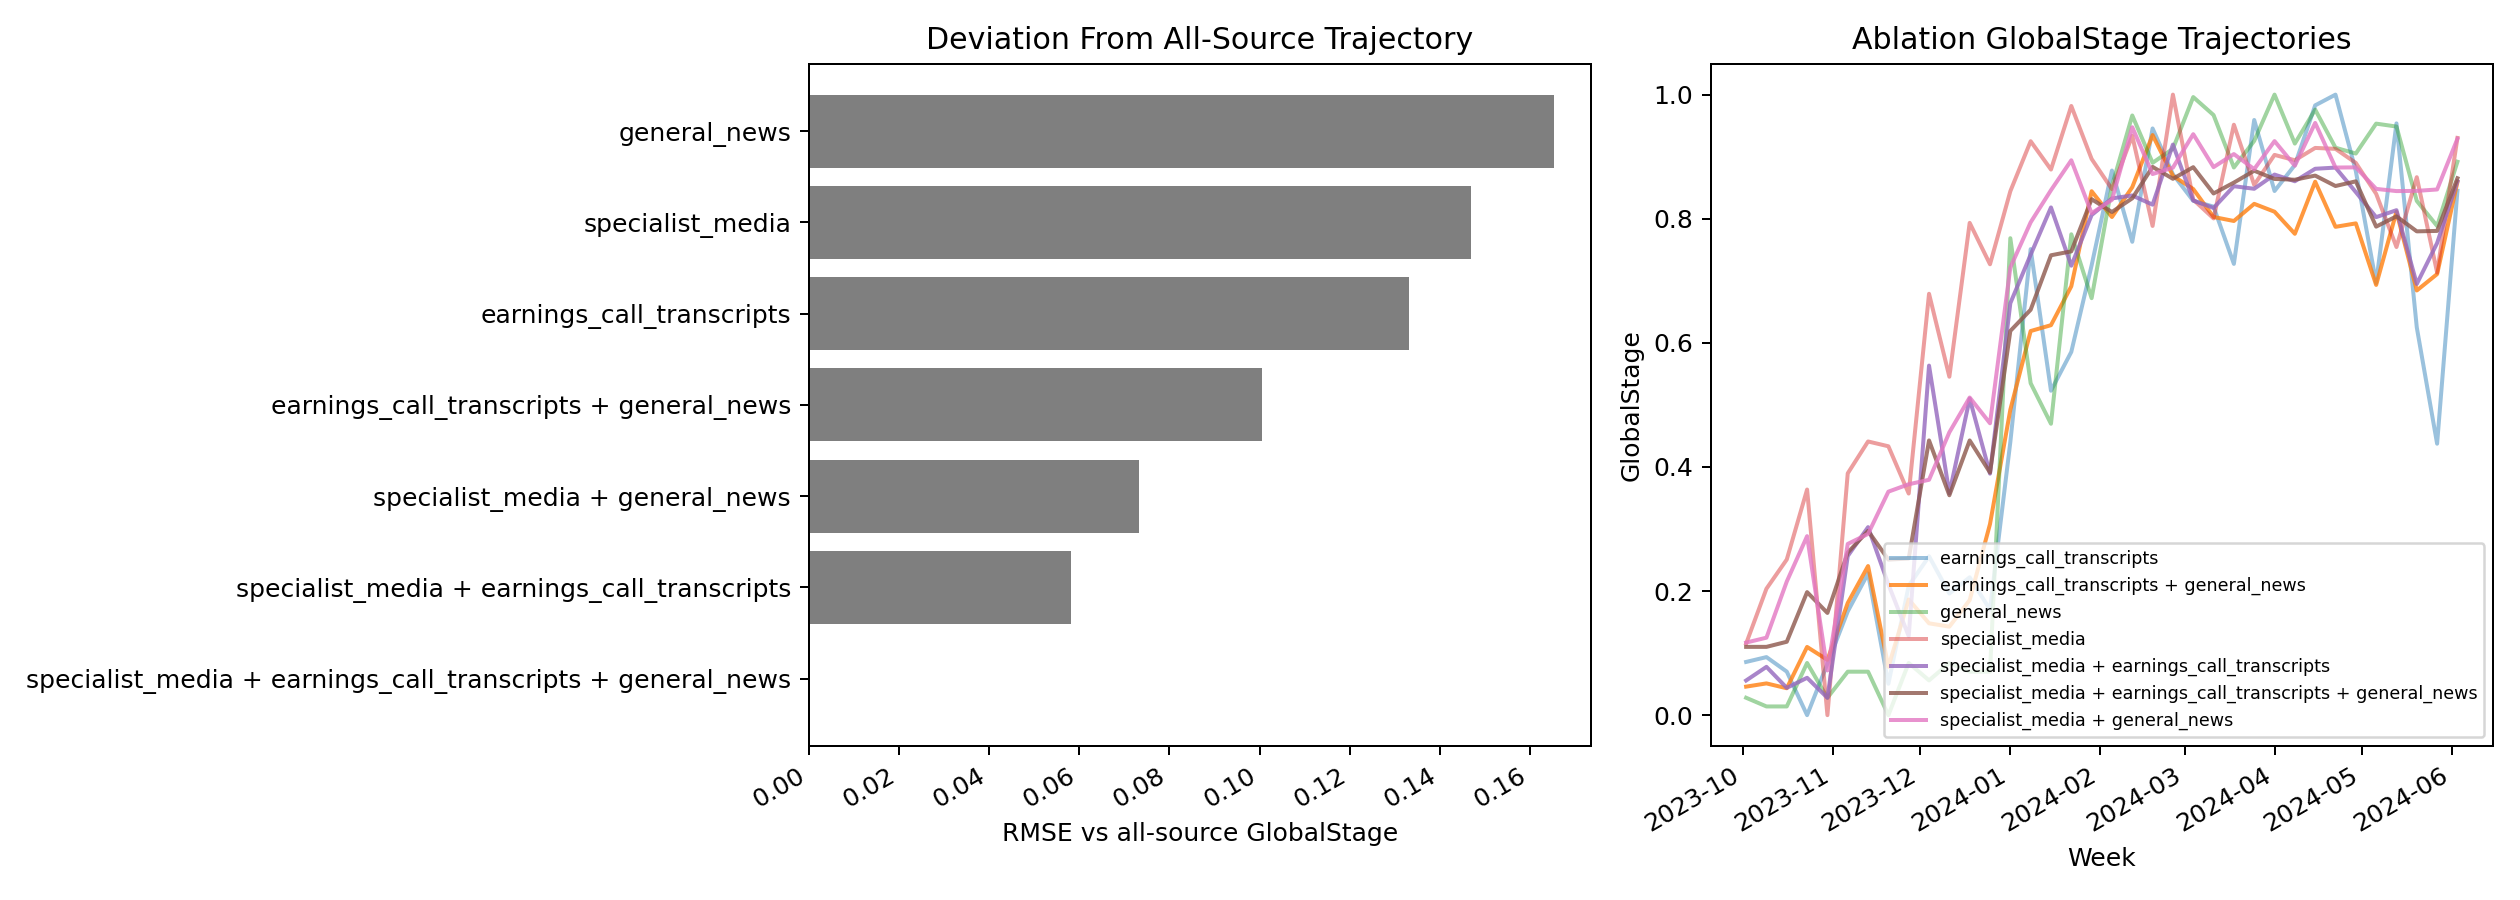 Deviation From All-Source Trajectory
general_news
specialist_media
earnings_call_transcripts
earnings_call_transcripts + general_news
specialist_media + general_news
specialist_media + earnings_call_transcripts
specialist_media + earnings_call_transcripts + general_news
0.00
0.02
0.04
0.06
0.08
0.10
0.12
0.14
0.16
RMSE vs all-source GlobalStage
Ablation GlobalStage Trajectories
1.0
0.8
0.6
0.4
0.2
0.0
GlobalStage
earnings_call_transcripts
earnings_call_transcripts + general_news
general_news
specialist_media
specialist_media + earnings_call_transcripts
specialist_media + earnings_call_transcripts + general_news
specialist_media + general_news
2023-10
2023-11
2023-12
2024-01
2024-02
2024-03
2024-04
2024-05
2024-06
Week